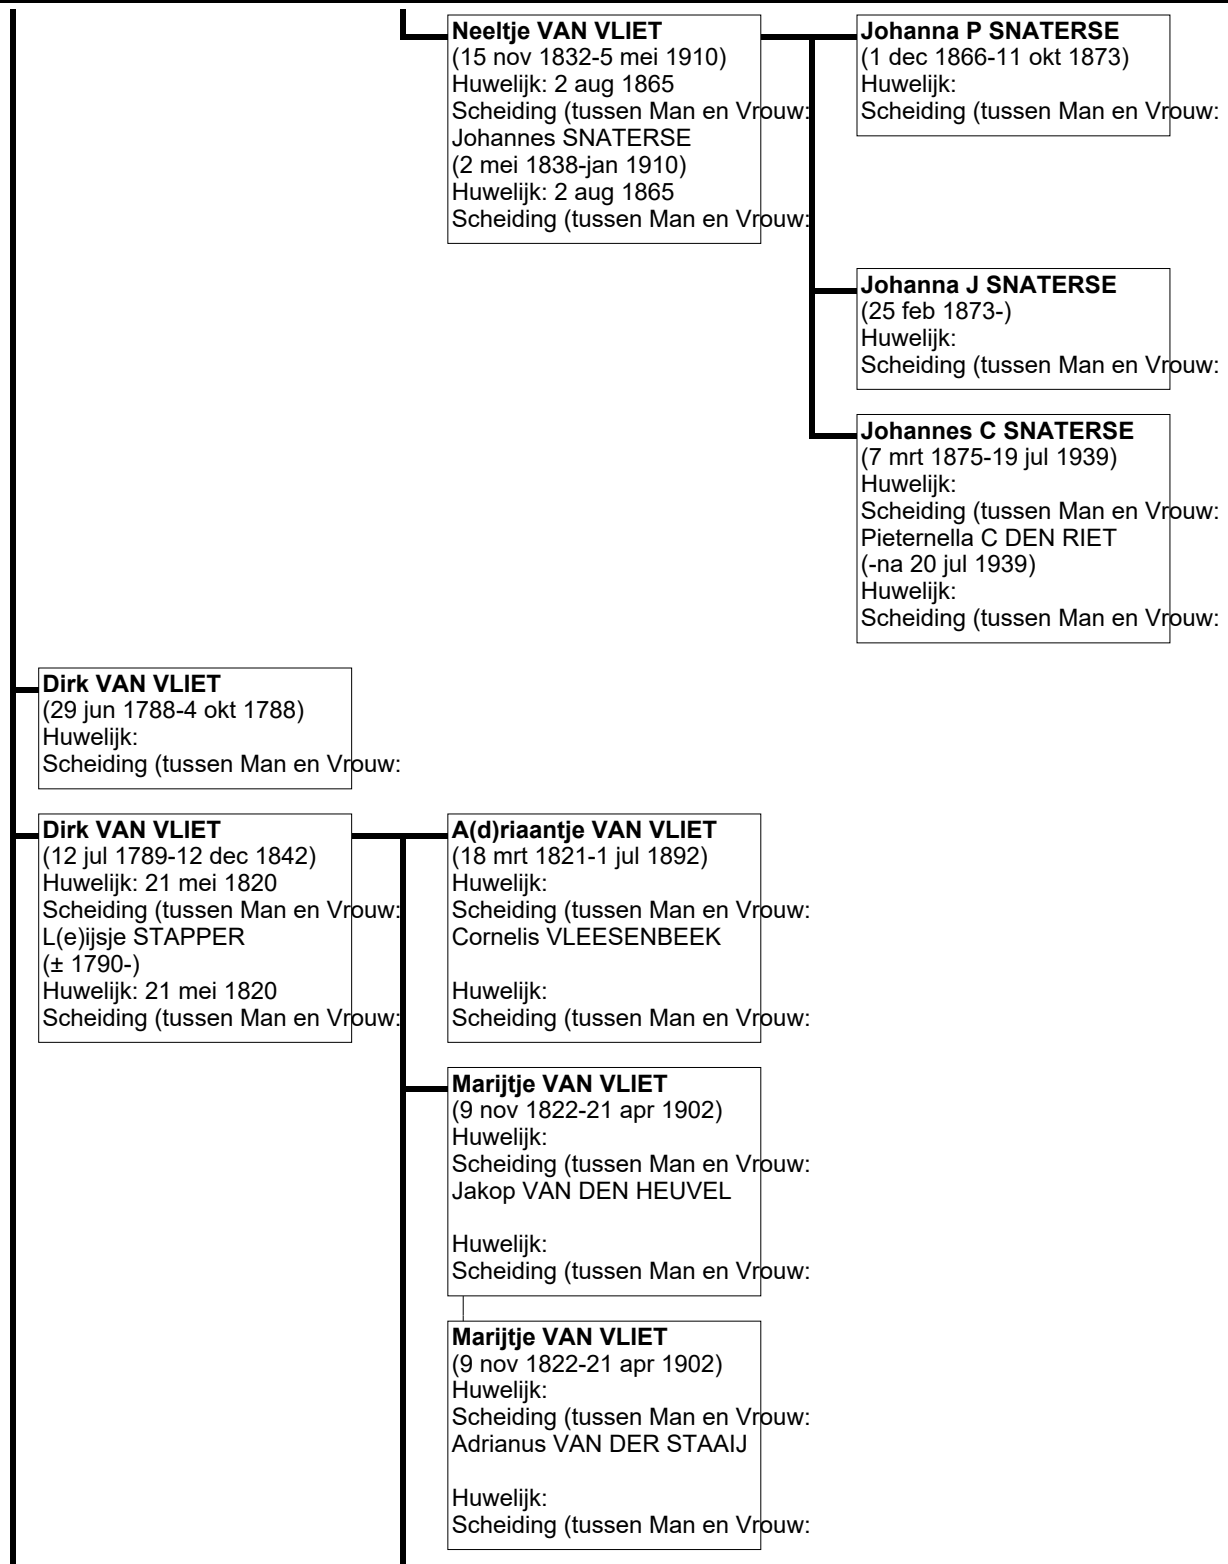 Neeltje VAN VLIET
(15 nov 1832-5 mei 1910)
Huwelijk: 2 aug 1865
Scheiding (tussen Man en Vrouw:
Johannes SNATERSE
(2 mei 1838-jan 1910)
Huwelijk: 2 aug 1865
Scheiding (tussen Man en Vrouw:
Johanna P SNATERSE
(1 dec 1866-11 okt 1873)
Huwelijk:
Scheiding (tussen Man en Vrouw:
Johanna J SNATERSE
(25 feb 1873-)
Huwelijk:
Scheiding (tussen Man en Vrouw:
Johannes C SNATERSE
(7 mrt 1875-19 jul 1939)
Huwelijk:
Scheiding (tussen Man en Vrouw:
Pieternella C DEN RIET
(-na 20 jul 1939)
Huwelijk:
Scheiding (tussen Man en Vrouw:
Dirk VAN VLIET
(29 jun 1788-4 okt 1788)
Huwelijk:
Scheiding (tussen Man en Vrouw:
Dirk VAN VLIET
(12 jul 1789-12 dec 1842)
Huwelijk: 21 mei 1820
Scheiding (tussen Man en Vrouw:
L(e)ijsje STAPPER
(± 1790-)
Huwelijk: 21 mei 1820
Scheiding (tussen Man en Vrouw:
A(d)riaantje VAN VLIET
(18 mrt 1821-1 jul 1892)
Huwelijk:
Scheiding (tussen Man en Vrouw:
Cornelis VLEESENBEEK
Huwelijk:
Scheiding (tussen Man en Vrouw:
Marijtje VAN VLIET
(9 nov 1822-21 apr 1902)
Huwelijk:
Scheiding (tussen Man en Vrouw:
Jakop VAN DEN HEUVEL
Huwelijk:
Scheiding (tussen Man en Vrouw:
Marijtje VAN VLIET
(9 nov 1822-21 apr 1902)
Huwelijk:
Scheiding (tussen Man en Vrouw:
Adrianus VAN DER STAAIJ
Huwelijk:
Scheiding (tussen Man en Vrouw: